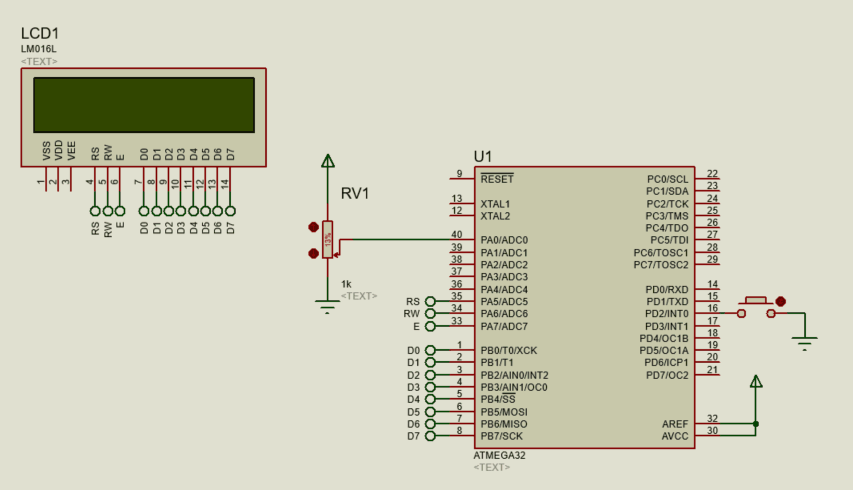 LCD1
LM016L
<TEXT>
VSS VDD VEE RS RW E D0 D1 D2 D3 D4 D5 D6 D7
1 2 3 4 5 6 7 8 9 10 11 12 13 14
RS RW E D0 D1 D2 D3 D4 D5 D6 D7
RV1
13%
1k
<TEXT>
U1
9 RESET PC0/SCL 22
PC1/SDA 23
13 XTAL1 PC2/TCK 24
12 XTAL2 PC3/TMS 25
PC4/TDO 26
40 PA0/ADC0 PC5/TDI 27
39 PA1/ADC1 PC6/TOSC1 28
38 PA2/ADC2 PC7/TOSC2 29
37 PA3/ADC3
36 PA4/ADC4 PD0/RXD 14
RS 35 PA5/ADC5 PD1/TXD 15
RW 34 PA6/ADC6 PD2/INT0 16
E 33 PA7/ADC7 PD3/INT1 17
PD4/OC1B 18
D0 1 PB0/T0/XCK PD5/OC1A 19
D1 2 PB1/T1 PD6/ICP1 20
D2 3 PB2/AIN0/INT2 PD7/OC2 21
D3 4 PB3/AIN1/OC0
D4 5 PB4/SS
D5 6 PB5/MOSI
D6 7 PB6/MISO AREF 32
D7 8 PB7/SCK AVCC 30
ATMEGA32
<TEXT>